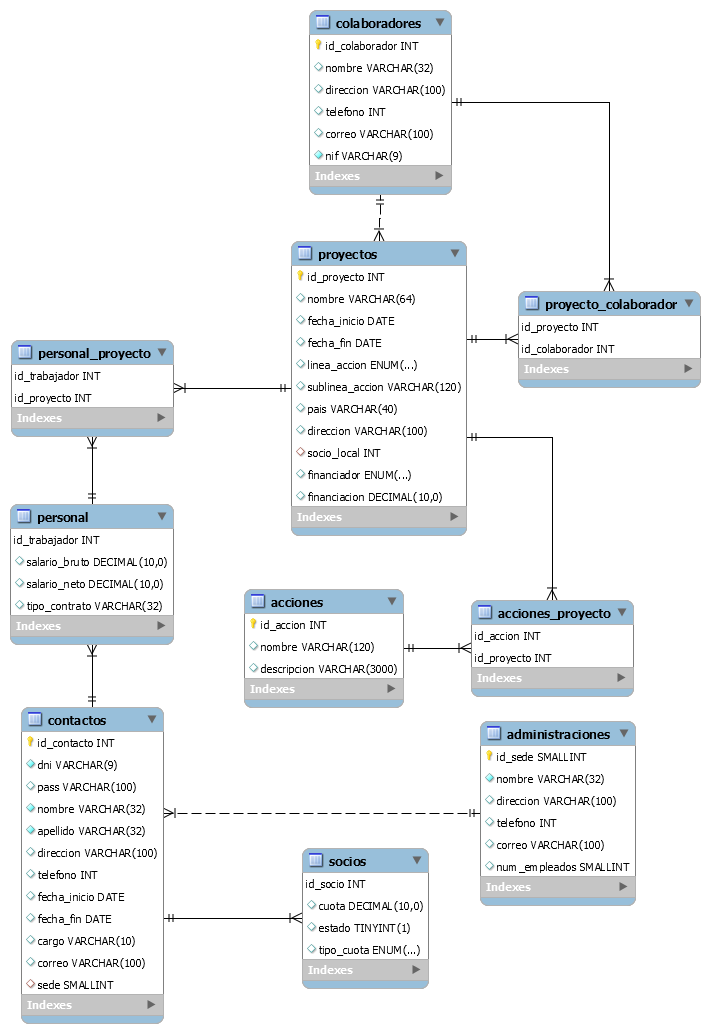 colaboradores
id_colaborador INT
nombre VARCHAR(32)
direccion VARCHAR(100)
telefono INT
correo VARCHAR(100)
nif VARCHAR(9)
Indexes
proyectos
id_proyecto INT
nombre VARCHAR(64)
fecha_inicio DATE
fecha_fin DATE
linea_accion ENUM(...)
sublinea_accion VARCHAR(120)
pais VARCHAR(40)
direccion VARCHAR(100)
socio_local INT
financiador ENUM(...)
financiacion DECIMAL(10,0)
Indexes
proyecto_colaborador
id_proyecto INT
id_colaborador INT
Indexes
personal_proyecto
id_trabajador INT
id_proyecto INT
Indexes
personal
id_trabajador INT
salario_bruto DECIMAL(10,0)
salario_neto DECIMAL(10,0)
tipo_contrato VARCHAR(32)
Indexes
acciones
id_accion INT
nombre VARCHAR(120)
descripcion VARCHAR(3000)
Indexes
acciones_proyecto
id_accion INT
id_proyecto INT
Indexes
contactos
id_contacto INT
dni VARCHAR(9)
pass VARCHAR(100)
nombre VARCHAR(32)
apellido VARCHAR(32)
direccion VARCHAR(100)
telefono INT
fecha_inicio DATE
fecha_fin DATE
cargo VARCHAR(10)
correo VARCHAR(100)
sede SMALLINT
Indexes
administraciones
id_sede SMALLINT
nombre VARCHAR(32)
direccion VARCHAR(100)
telefono INT
correo VARCHAR(100)
num_empleados SMALLINT
Indexes
socios
id_socio INT
cuota DECIMAL(10,0)
estado TINYINT(1)
tipo_cuota ENUM(...)
Indexes